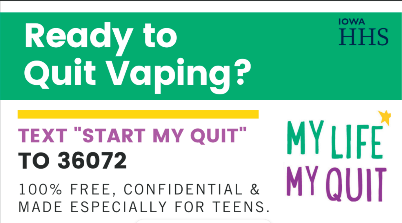 Ready to
Quit Vaping?
IOWA
HHS
TEXT "START MY QUIT"
TO 36072
100% FREE, CONFIDENTIAL &
MADE ESPECIALLY FOR TEENS.
MY LIFE
MY QUIT